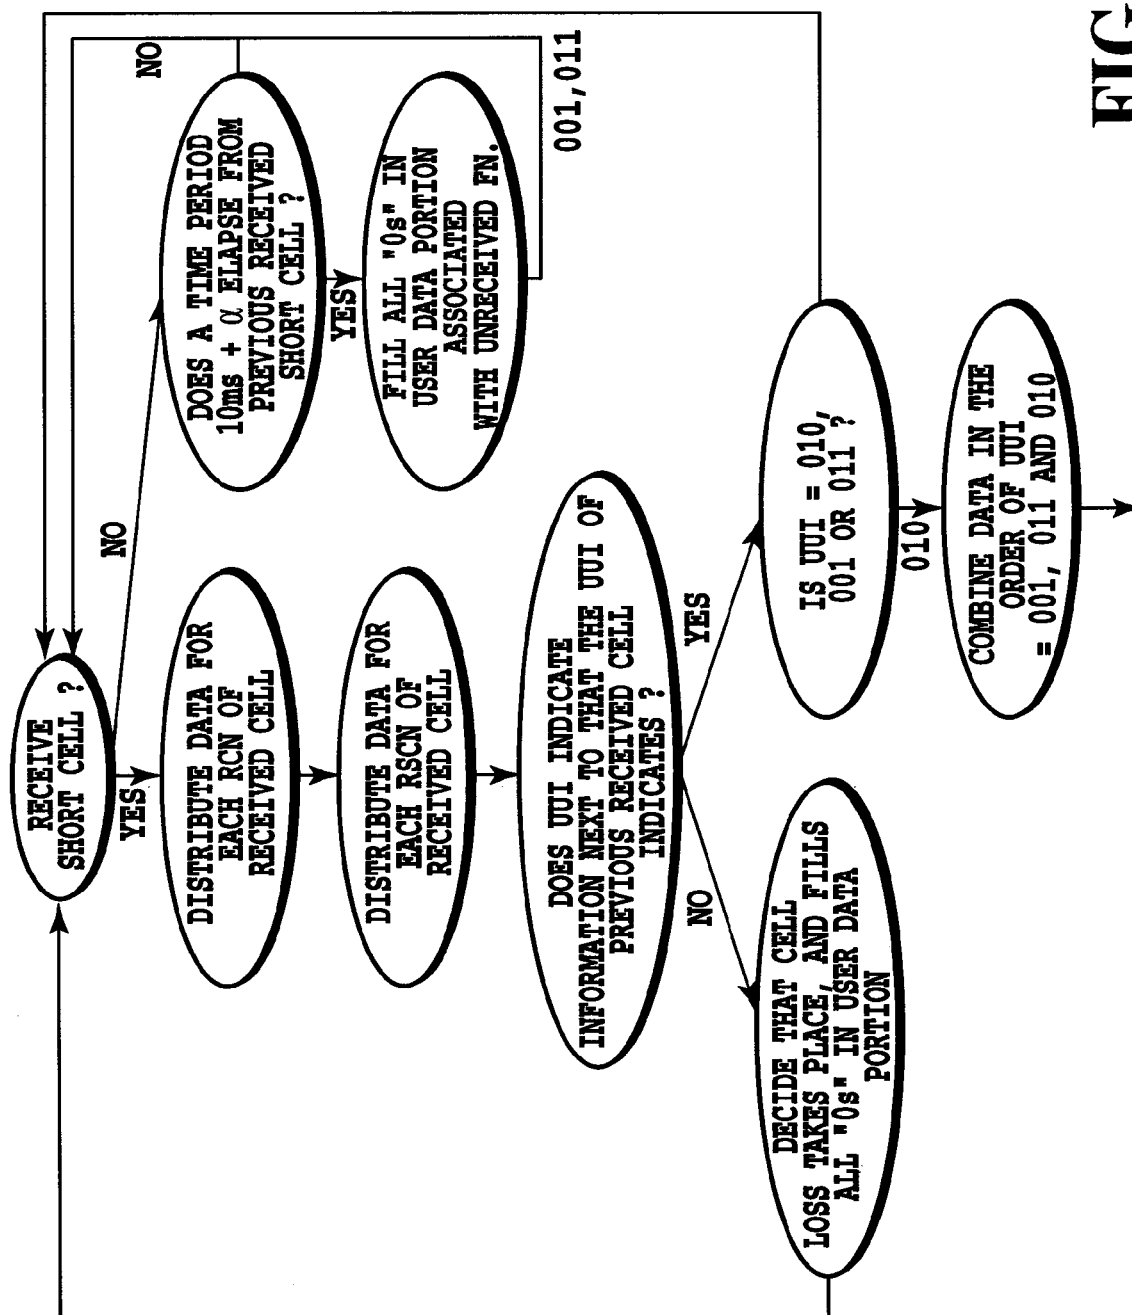 RECEIVE
SHORT CELL ?
NO
YES
DOES A TIME PERIOD
10ms + α ELAPSE FROM
PREVIOUS RECEIVED
SHORT CELL ?
NO
YES
FILL ALL "0s" IN
USER DATA PORTION
ASSOCIATED
WITH UNRECEIVED FN.
001,011
DISTRIBUTE DATA FOR
EACH RCN OF
RECEIVED CELL
DISTRIBUTE DATA FOR
EACH RSCN OF
RECEIVED CELL
DOES UUI INDICATE
INFORMATION NEXT TO THAT THE UUI OF
PREVIOUS RECEIVED CELL
INDICATES ?
NO
YES
DECIDE THAT CELL
LOSS TAKES PLACE, AND FILLS
ALL "0s" IN USER DATA
PORTION
IS UUI = 010,
001 OR 011 ?
010
COMBINE DATA IN THE
ORDER OF UUI
= 001, 011 AND 010
FIG